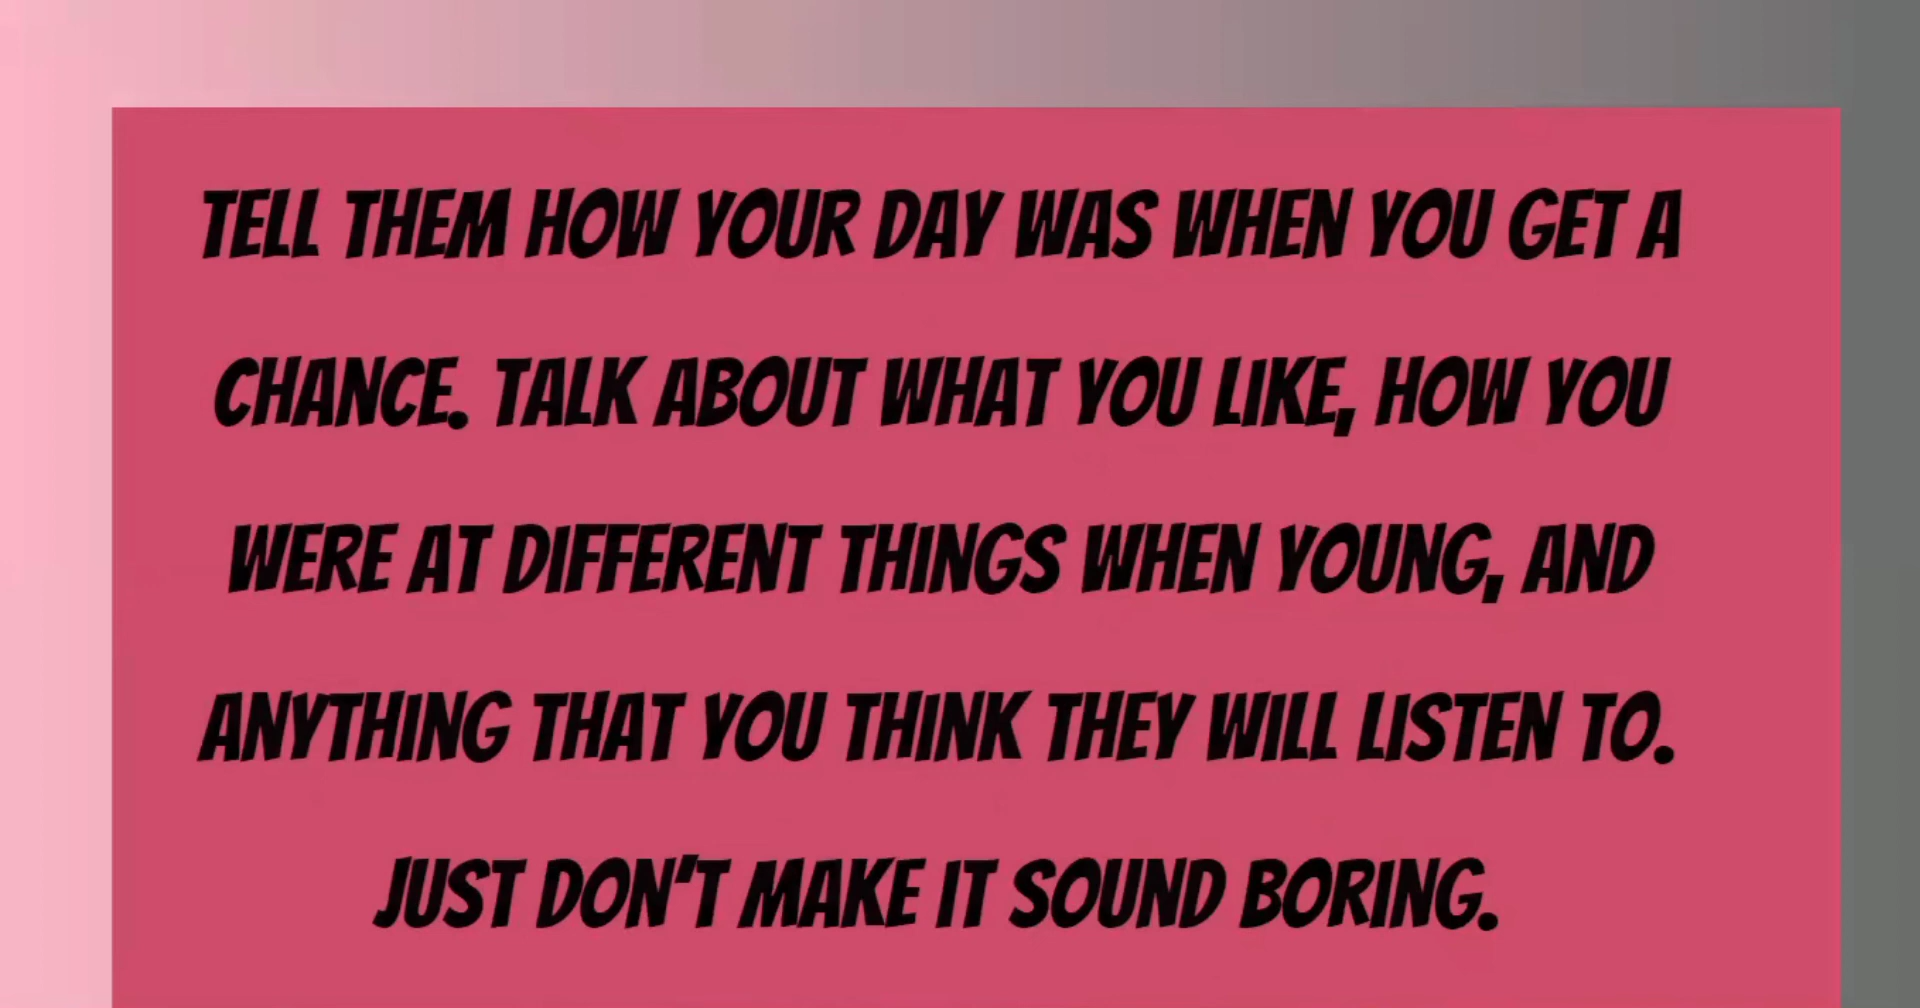 TELL THEM HOW YOUR DAY WAS WHEN YOU GET A
CHANCE. TALK ABOUT WHAT YOU LIKE, HOW YOU
WERE AT DIFFERENT THINGS WHEN YOUNG, AND
ANYTHING THAT YOU THINK THEY WILL LISTEN TO.
JUST DON'T MAKE IT SOUND BORING.